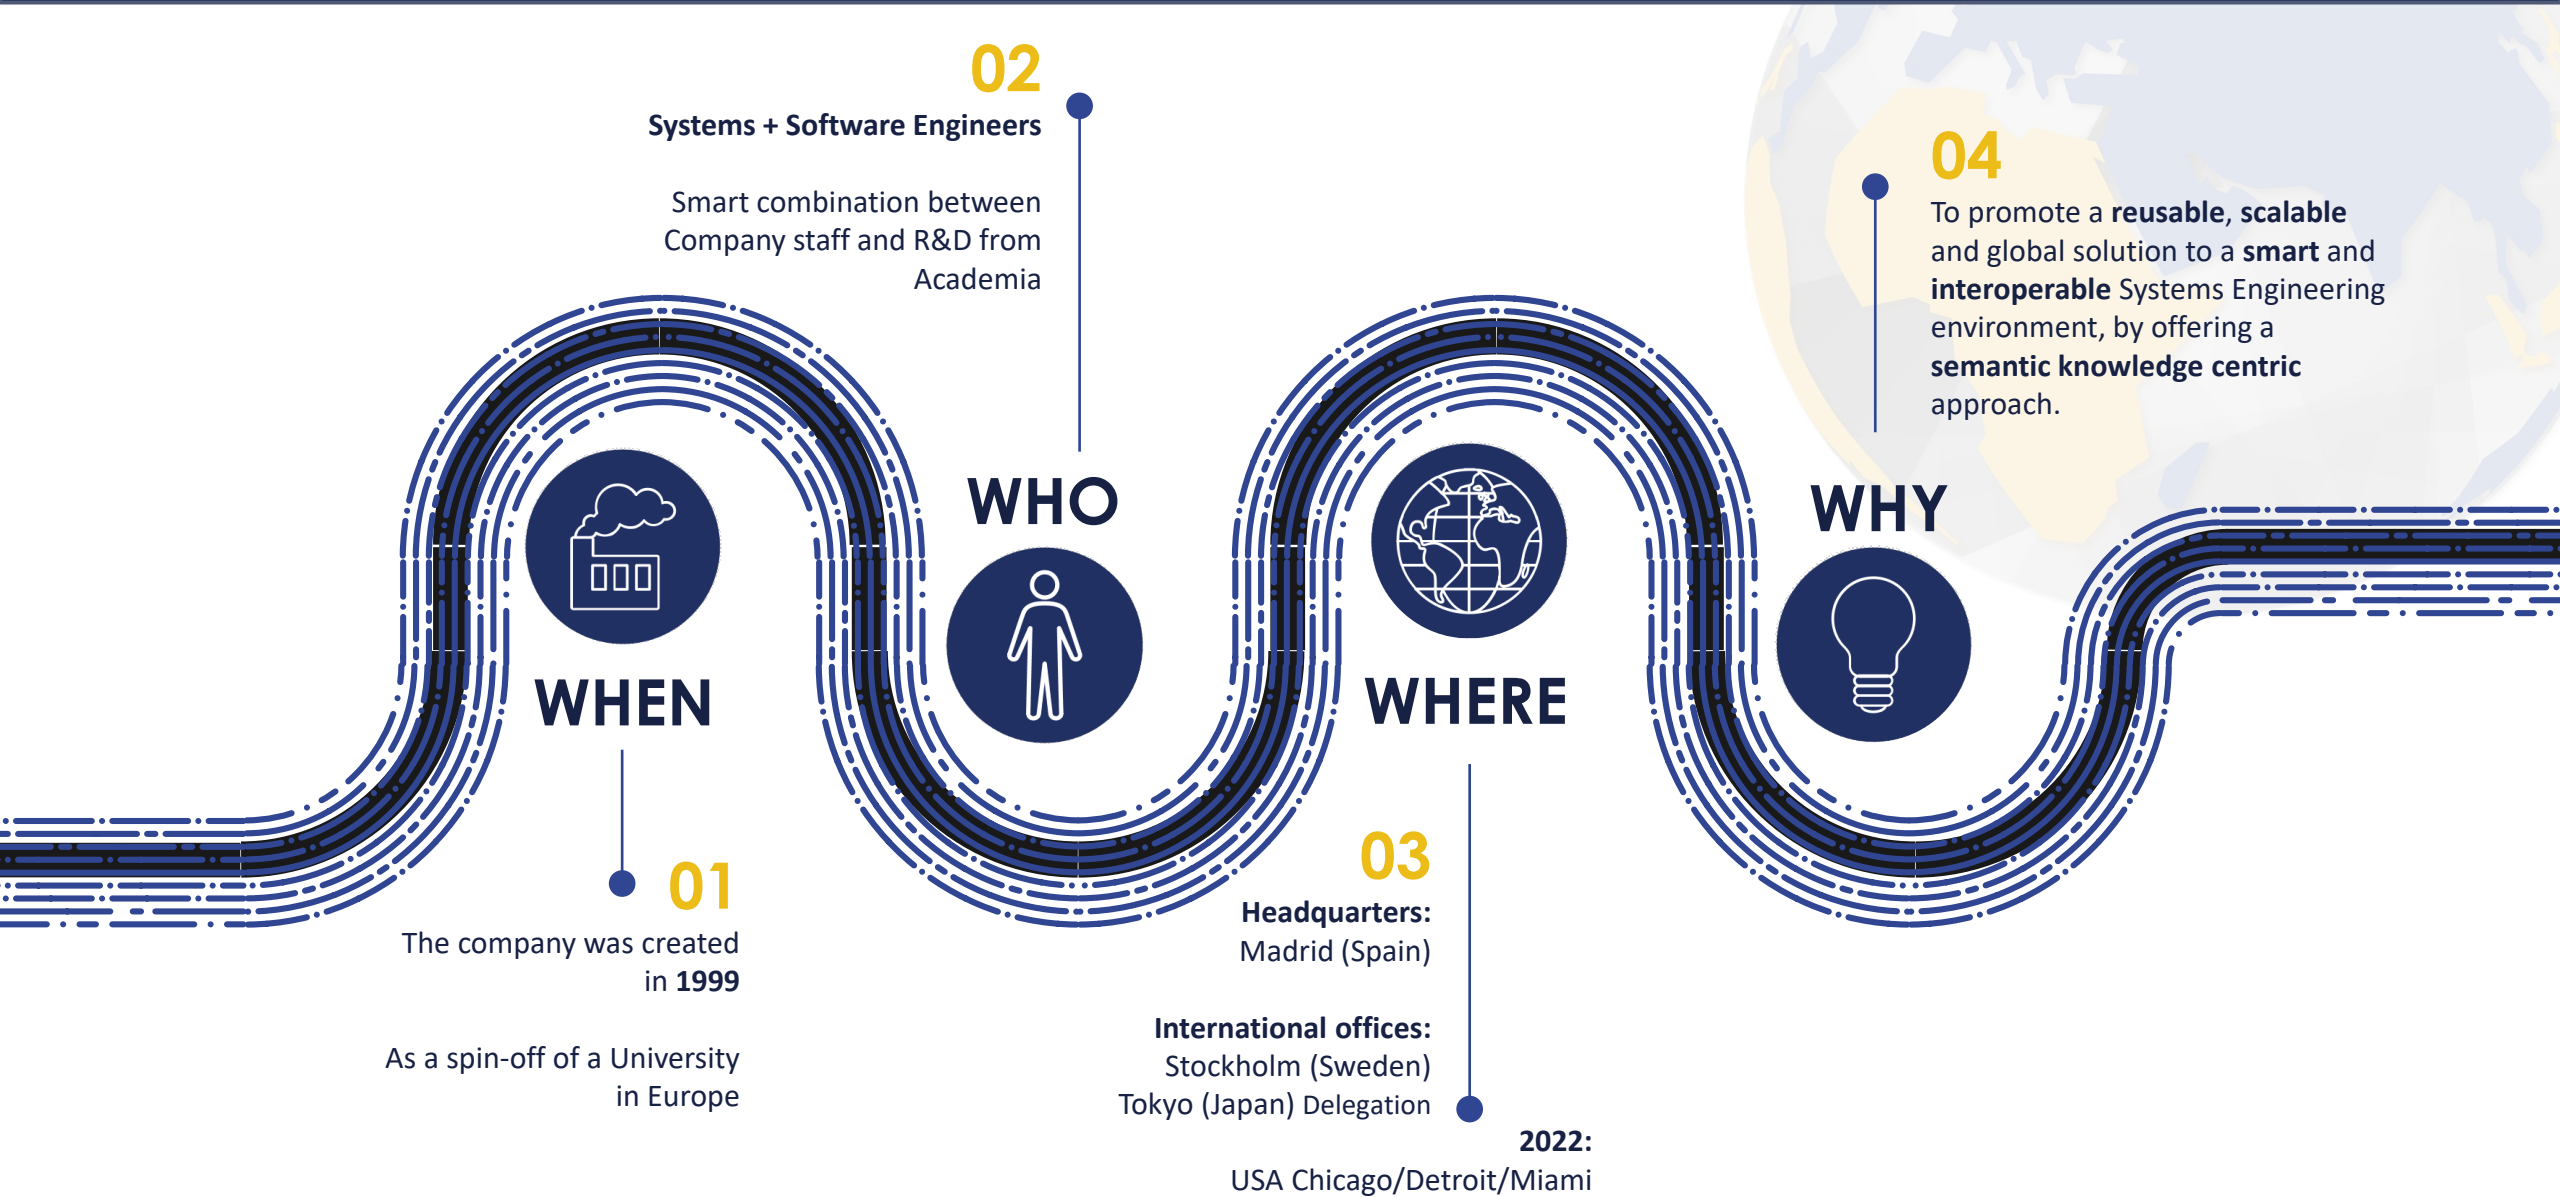 02
Systems + Software Engineers
Smart combination between
Company staff and R&D from
Academia
04
To promote a reusable, scalable
and global solution to a smart and
interoperable Systems Engineering
environment, by offering a
semantic knowledge centric
approach.
WHO
WHY
WHEN
WHERE
01
The company was created
in 1999
As a spin-off of a University
in Europe
03
Headquarters:
Madrid (Spain)
International offices:
Stockholm (Sweden)
Tokyo (Japan) Delegation
2022:
USA Chicago/Detroit/Miami